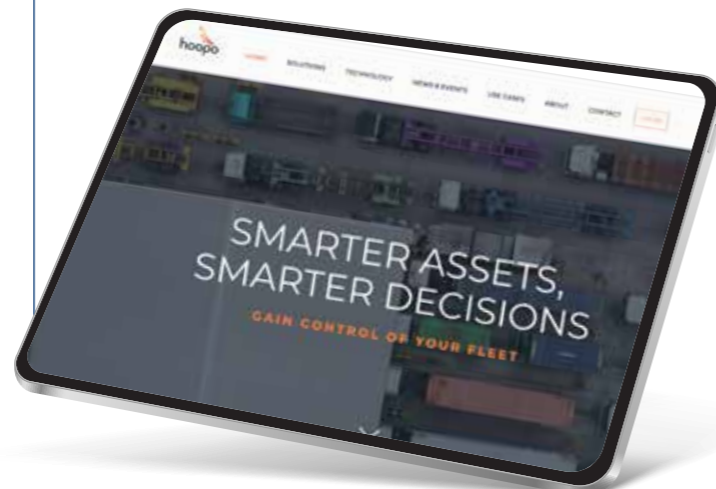 hoopo
HOME SOLUTIONS TECHNOLOGY NEWS & EVENTS USE CASES ABOUT CONTACT
SMARTER ASSETS,
SMARTER DECISIONS
GAIN CONTROL OF YOUR FLEET